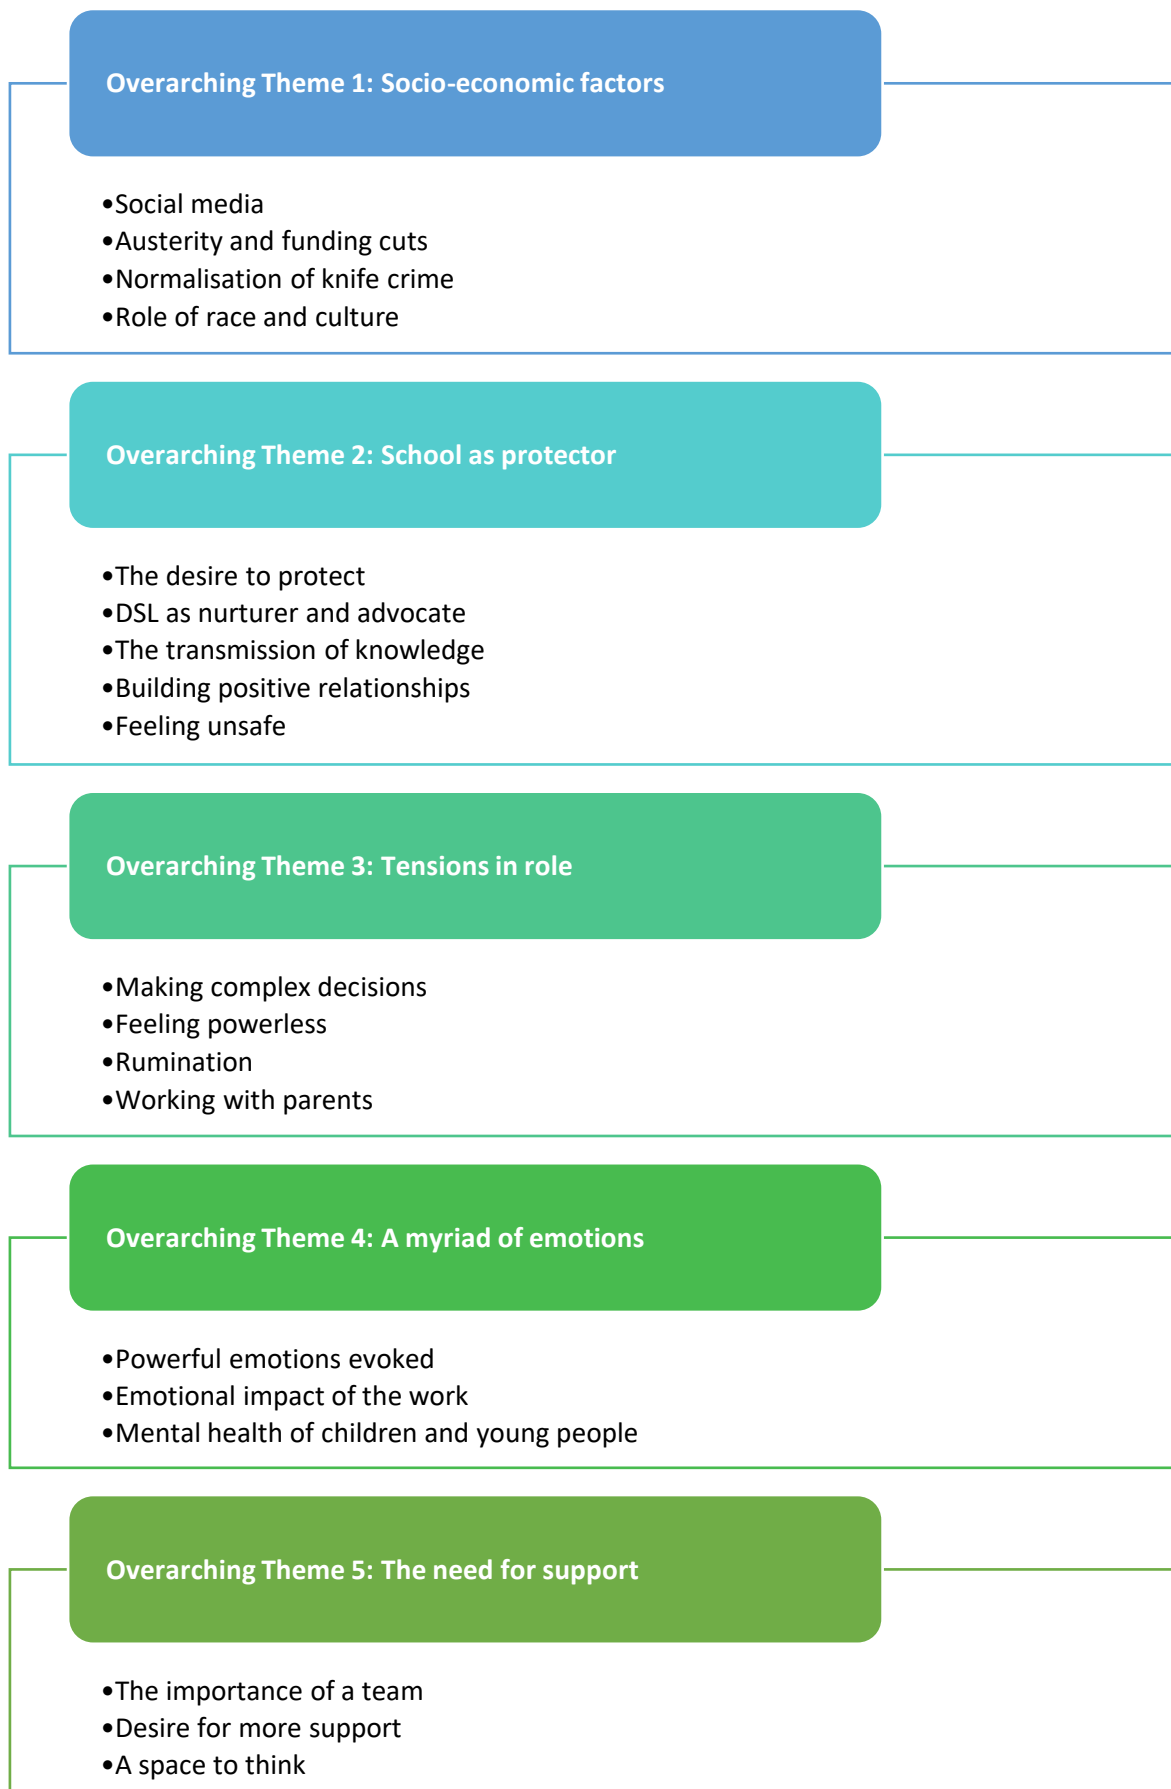 Overarching Theme 1: Socio-economic factors
•Social media
•Austerity and funding cuts
•Normalisation of knife crime
•Role of race and culture
Overarching Theme 2: School as protector
•The desire to protect
•DSL as nurturer and advocate
•The transmission of knowledge
•Building positive relationships
•Feeling unsafe
Overarching Theme 3: Tensions in role
•Making complex decisions
•Feeling powerless
•Rumination
•Working with parents
Overarching Theme 4: A myriad of emotions
•Powerful emotions evoked
•Emotional impact of the work
•Mental health of children and young people
Overarching Theme 5: The need for support
•The importance of a team
•Desire for more support
•A space to think